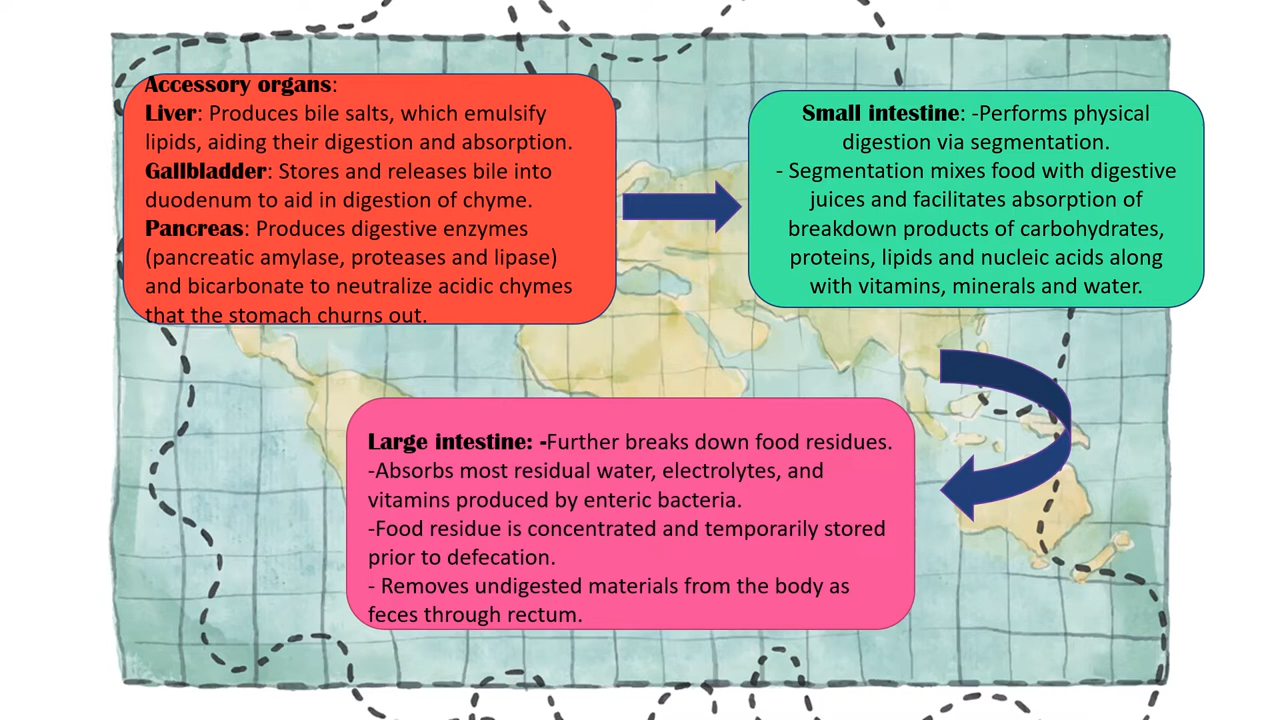 Accessory organs:
Liver: Produces bile salts, which emulsify
lipids, aiding their digestion and absorption.
Gallbladder: Stores and releases bile into
duodenum to aid in digestion of chyme.
Pancreas: Produces digestive enzymes
(pancreatic amylase, proteases and lipase)
and bicarbonate to neutralize acidic chymes
that the stomach churns out.
Small intestine: -Performs physical
digestion via segmentation.
- Segmentation mixes food with digestive
juices and facilitates absorption of
breakdown products of carbohydrates,
proteins, lipids and nucleic acids along
with vitamins, minerals and water.
Large intestine: -Further breaks down food residues.
-Absorbs most residual water, electrolytes, and
vitamins produced by enteric bacteria.
-Food residue is concentrated and temporarily stored
prior to defecation.
- Removes undigested materials from the body as
feces through rectum.